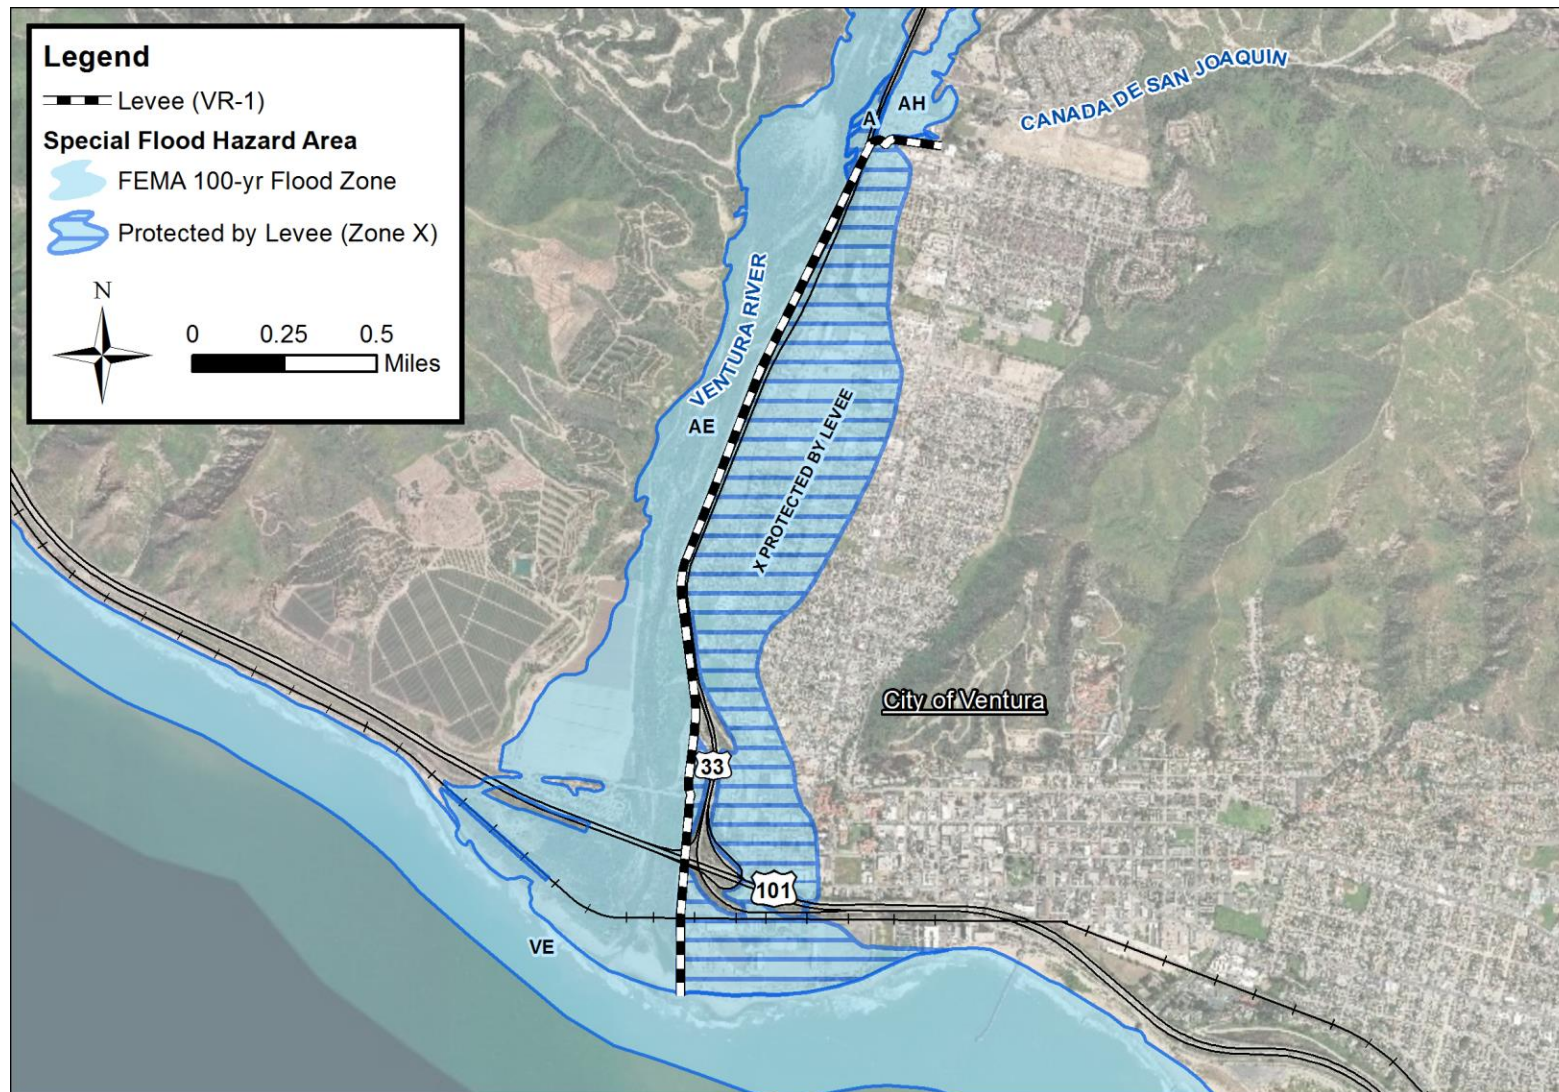 Legend
Levee (VR-1)
Special Flood Hazard Area
FEMA 100-yr Flood Zone
Protected by Levee (Zone X)
N
0 0.25 0.5
Miles
CANADA DE SAN JOAQUIN
AH
A
VENTURA RIVER
AE
X PROTECTED BY LEVEE
City of Ventura
33
101
VE